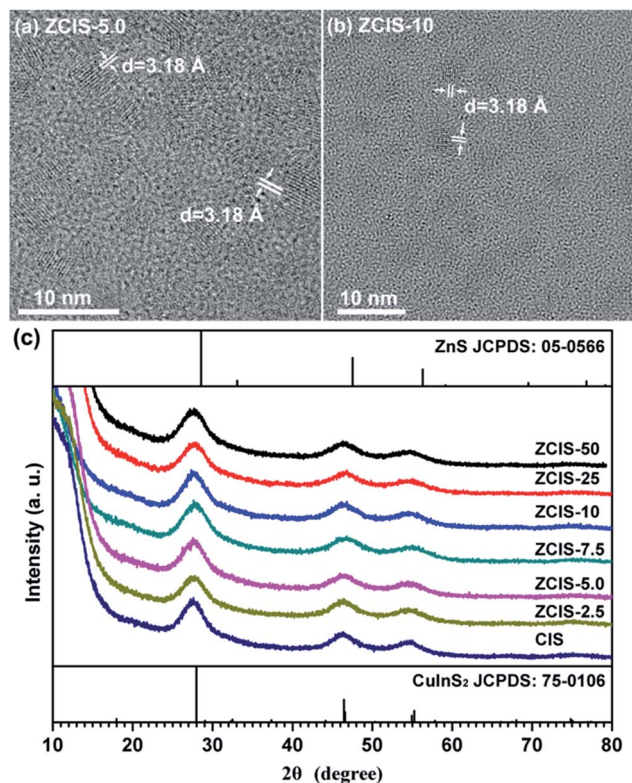 (a) ZCIS-5.0
d=3.18 Å
d=3.18 Å
10 nm
(b) ZCIS-10
d=3.18 Å
10 nm
(c)
ZnS JCPDS: 05-0566
ZCIS-50
ZCIS-25
ZCIS-10
ZCIS-7.5
ZCIS-5.0
ZCIS-2.5
CIS
CuInS₂ JCPDS: 75-0106
Intensity (a. u.)
10 20 30 40 50 60 70 80
2θ (degree)